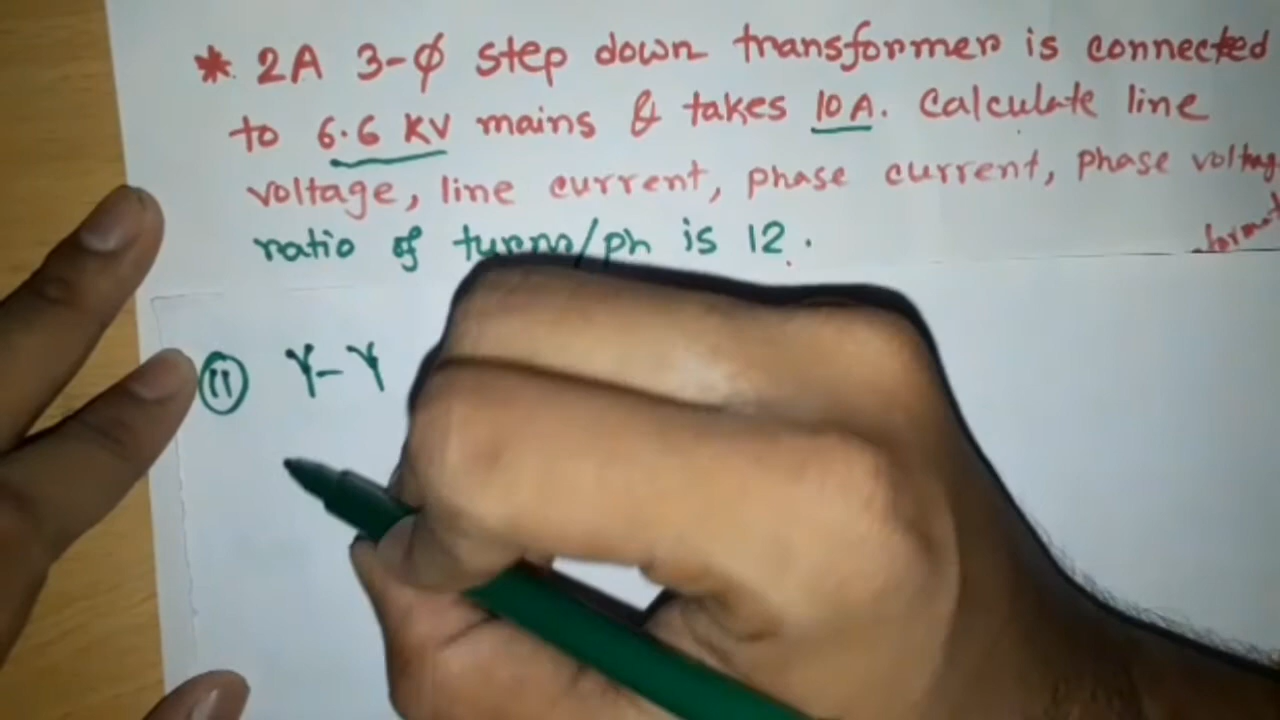 * 2A 3-φ step down transformer is connected
to 6.6 KV mains & takes 10A. Calculate line
voltage, line current, phase current, phase voltag
ratio of turns/ph is 12.
(ii) Y-Y